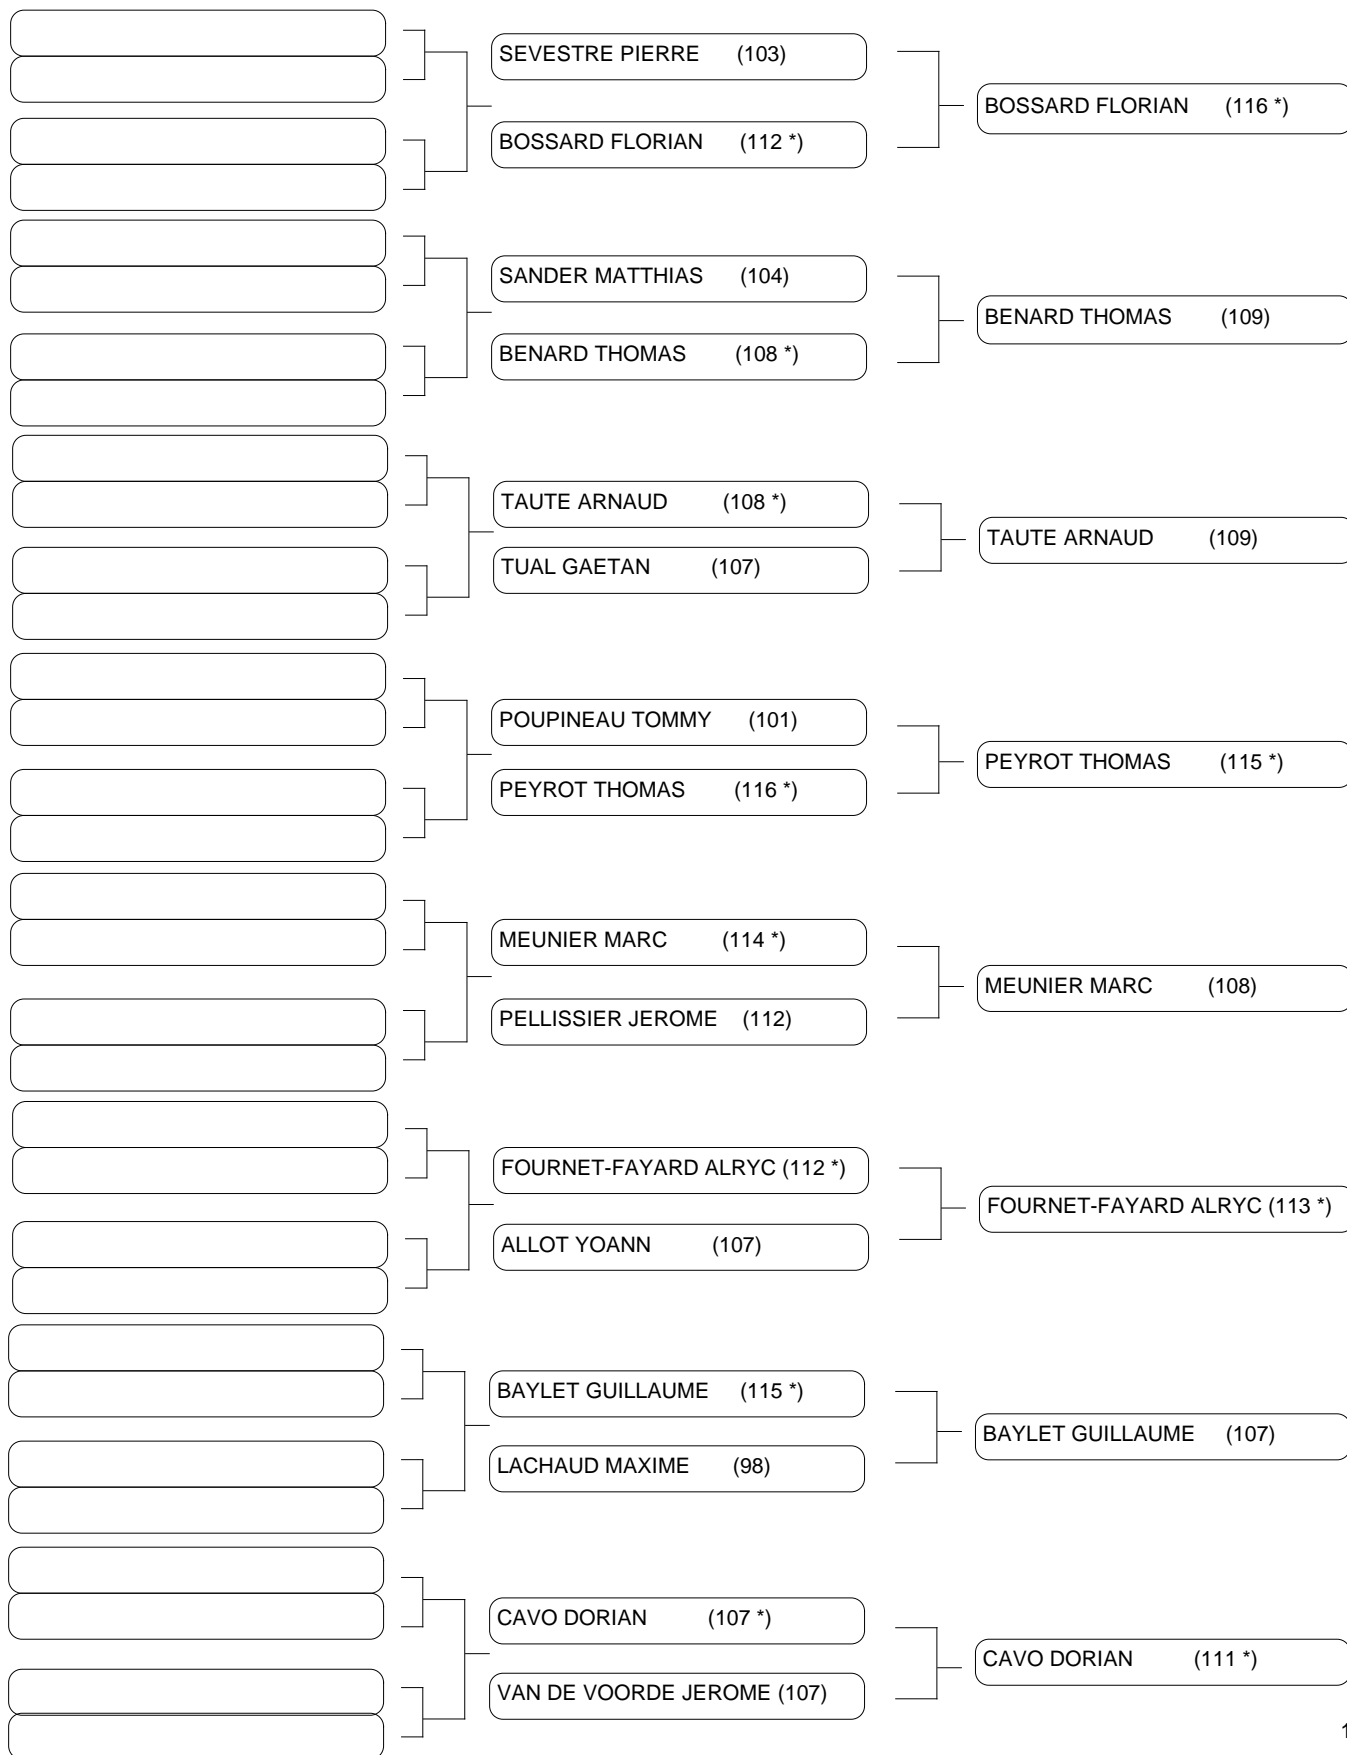 SEVESTRE PIERRE (103)
BOSSARD FLORIAN (116 *)
BOSSARD FLORIAN (112 *)
SANDER MATTHIAS (104)
BENARD THOMAS (109)
BENARD THOMAS (108 *)
TAUTE ARNAUD (108 *)
TAUTE ARNAUD (109)
TUAL GAETAN (107)
POUPINEAU TOMMY (101)
PEYROT THOMAS (115 *)
PEYROT THOMAS (116 *)
MEUNIER MARC (114 *)
MEUNIER MARC (108)
PELLISSIER JEROME (112)
FOURNET-FAYARD ALRYC (112 *)
FOURNET-FAYARD ALRYC (113 *)
ALLOT YOANN (107)
BAYLET GUILLAUME (115 *)
BAYLET GUILLAUME (107)
LACHAUD MAXIME (98)
CAVO DORIAN (107 *)
CAVO DORIAN (111 *)
VAN DE VOORDE JEROME (107)
1